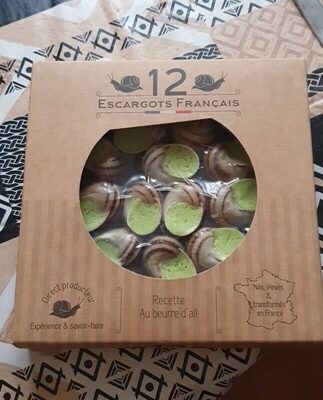 12
ESCARGOTS FRANÇAIS
Direct producteur
Expérience & savoir-faire
Recette
Au beurre d'ail
Nés, élevés
&
transformés
en France